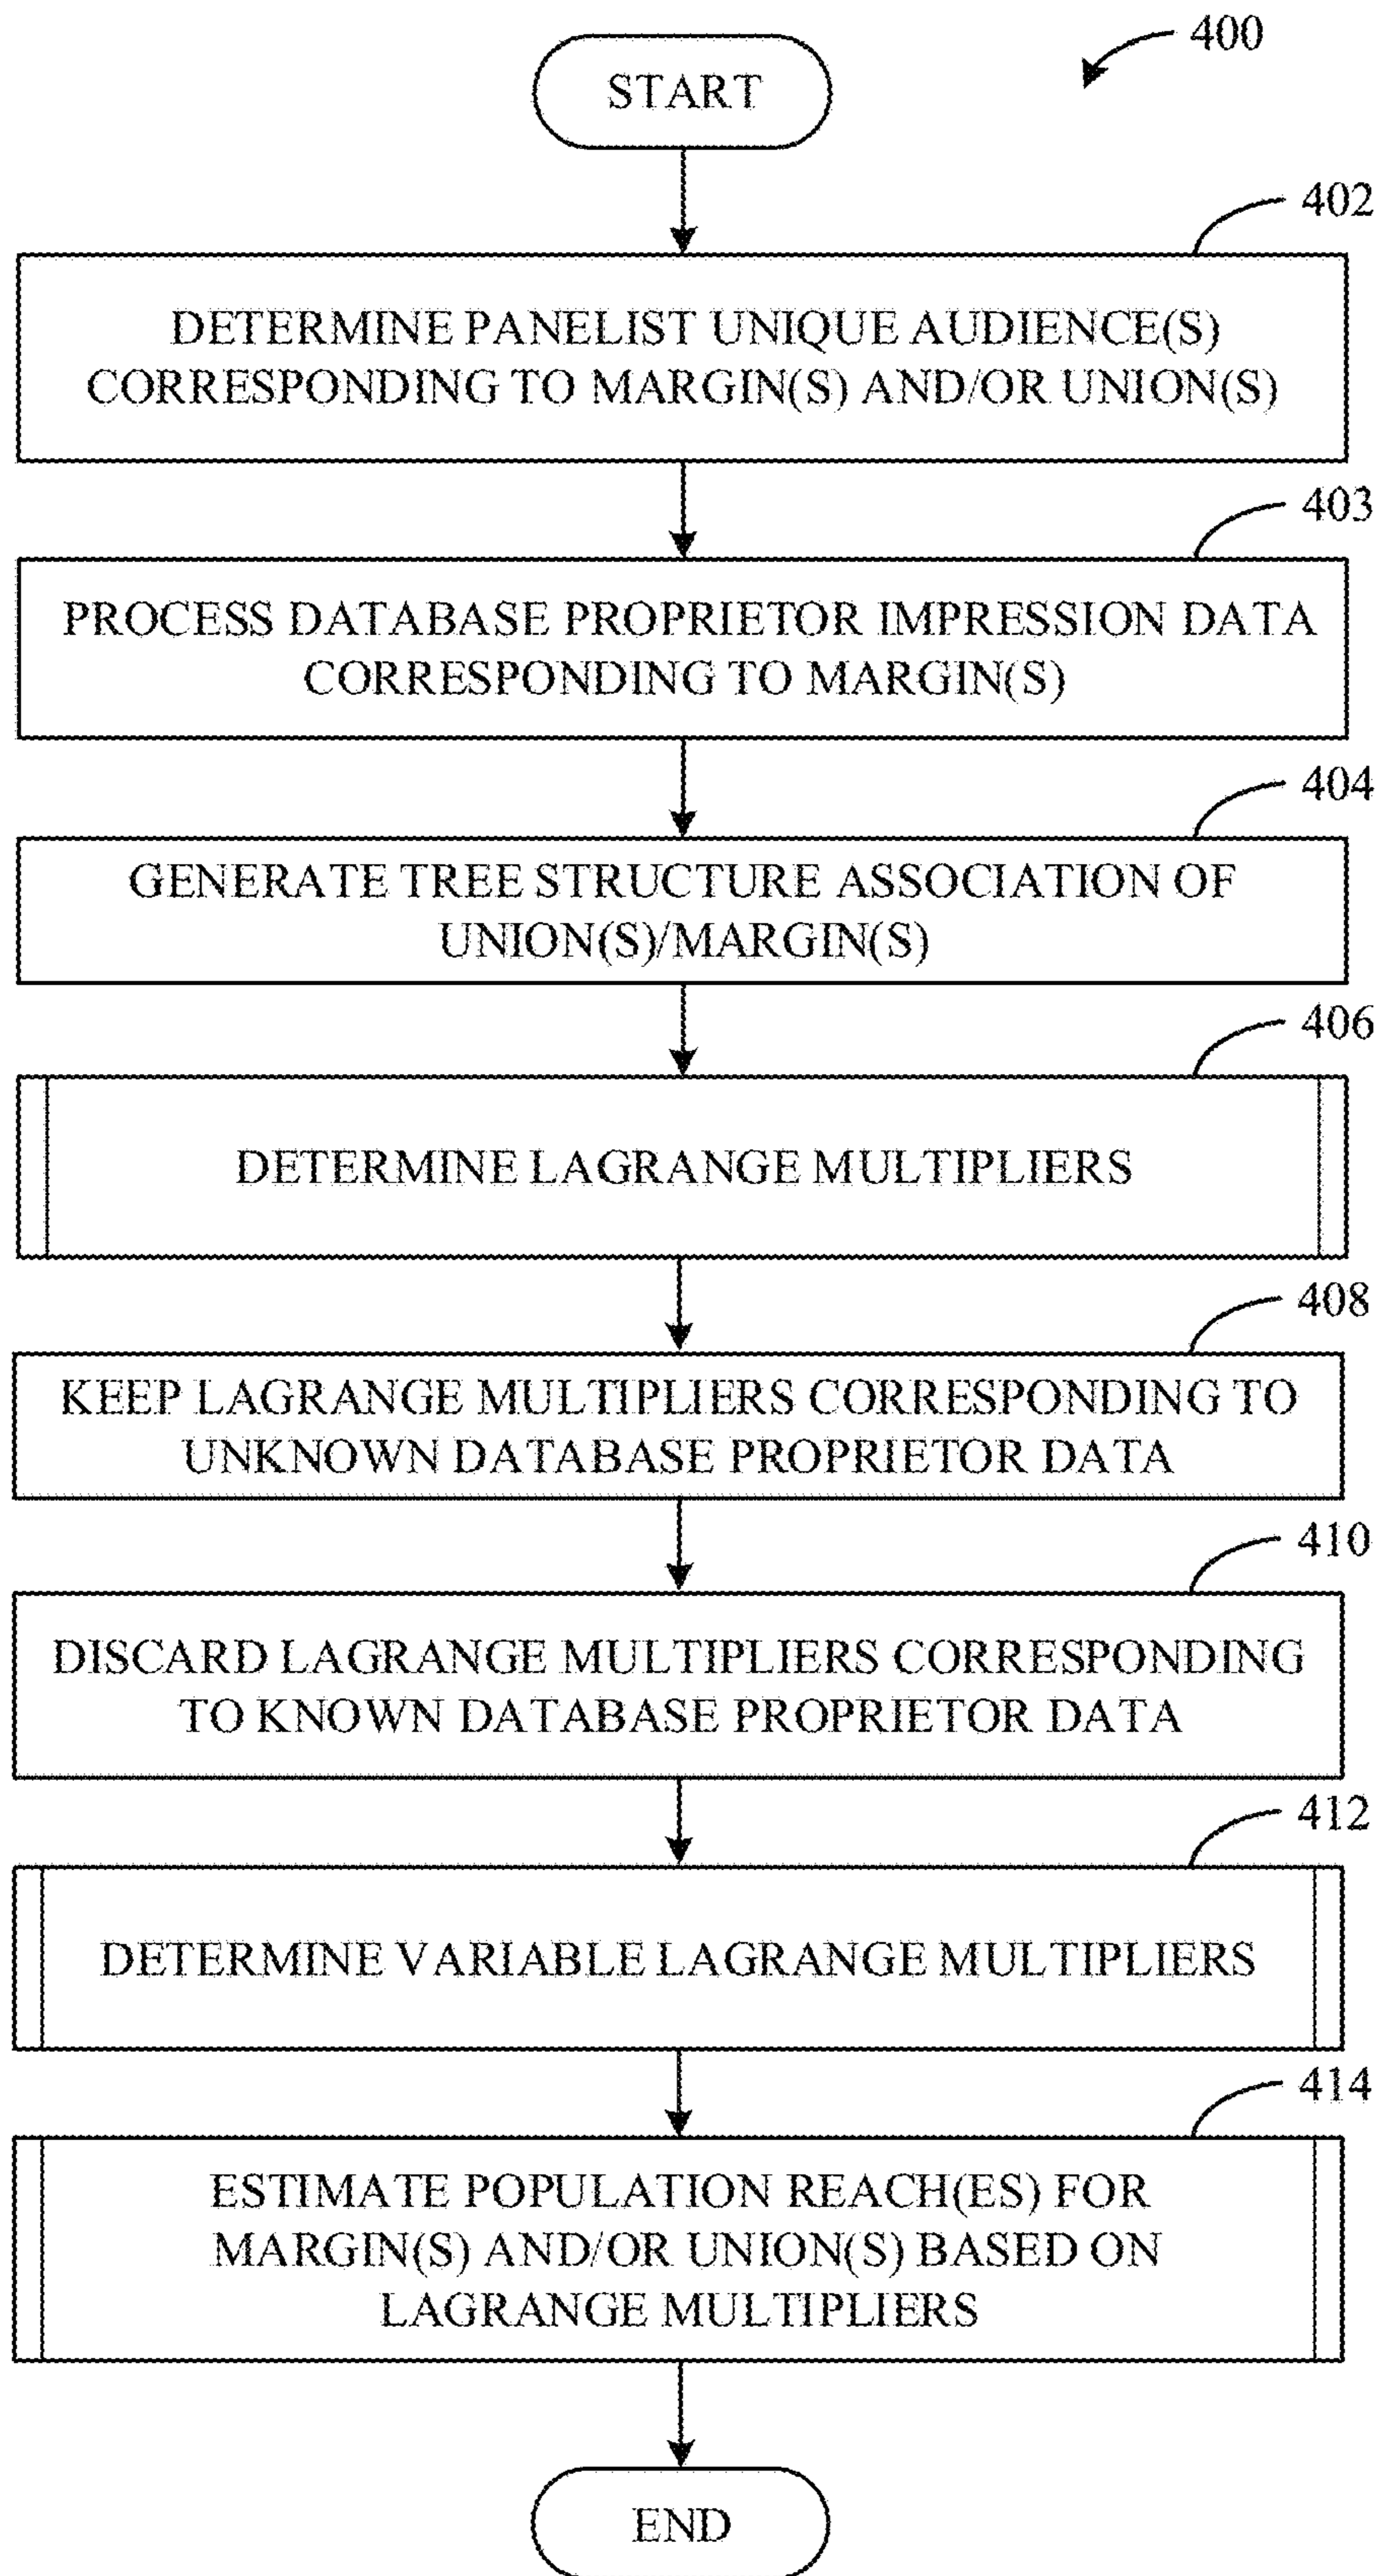 400
START
402
DETERMINE PANELIST UNIQUE AUDIENCE(S)
CORRESPONDING TO MARGIN(S) AND/OR UNION(S)
403
PROCESS DATABASE PROPRIETOR IMPRESSION DATA
CORRESPONDING TO MARGIN(S)
404
GENERATE TREE STRUCTURE ASSOCIATION OF
UNION(S)/MARGIN(S)
406
DETERMINE LAGRANGE MULTIPLIERS
408
KEEP LAGRANGE MULTIPLIERS CORRESPONDING TO
UNKNOWN DATABASE PROPRIETOR DATA
410
DISCARD LAGRANGE MULTIPLIERS CORRESPONDING
TO KNOWN DATABASE PROPRIETOR DATA
412
DETERMINE VARIABLE LAGRANGE MULTIPLIERS
414
ESTIMATE POPULATION REACH(ES) FOR
MARGIN(S) AND/OR UNION(S) BASED ON
LAGRANGE MULTIPLIERS
END